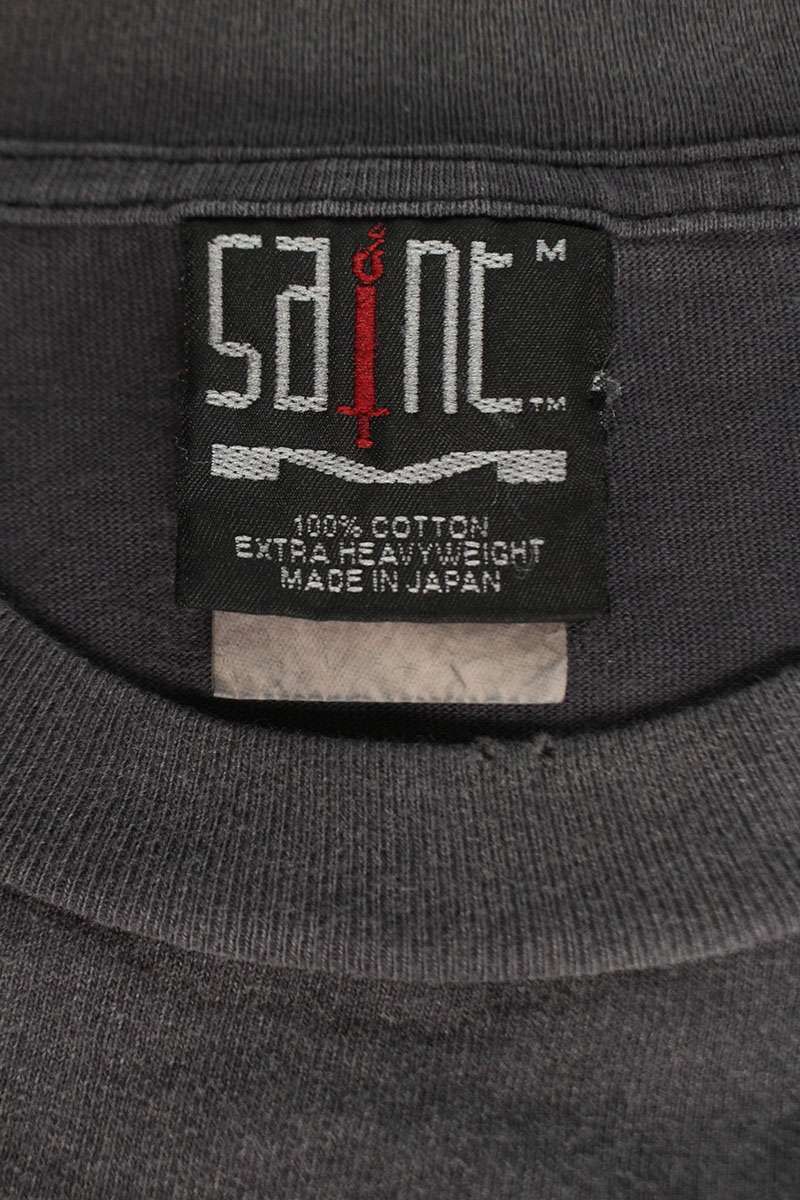 saint M
TM
100% COTTON
EXTRA HEAVYWEIGHT
MADE IN JAPAN